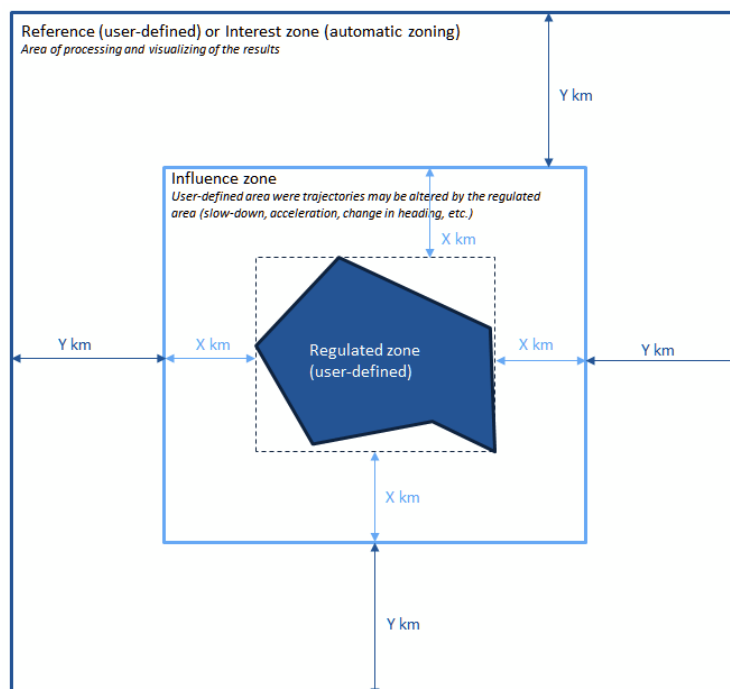 Reference (user-defined) or Interest zone (automatic zoning)
Area of processing and visualizing of the results
Y km
Influence zone
User-defined area were trajectories may be altered by the regulated
area (slow-down, acceleration, change in heading, etc.)
X km
Y km
X km
Regulated zone
(user-defined)
X km
Y km
X km
Y km